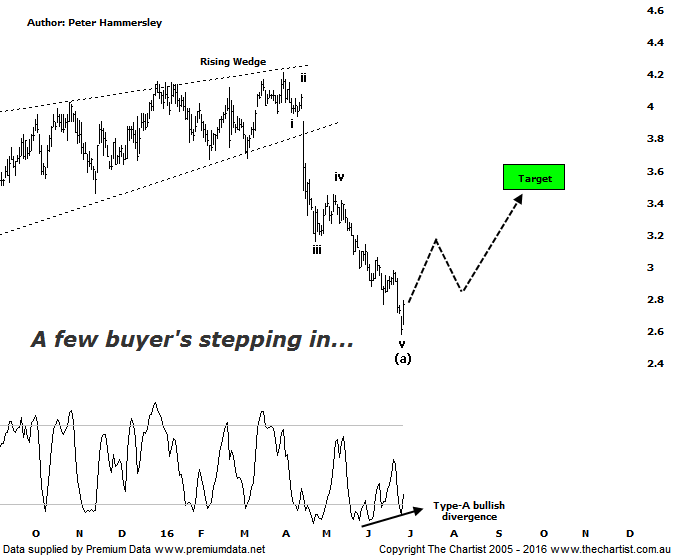 Author: Peter Hammersley
4.6
4.4
Rising Wedge
4.2
ii
4
i
3.8
iv
3.6
Target
3.4
iii
3.2
3
2.8
A few buyer's stepping in...
2.6
v
(a)
2.4
Type-A bullish
divergence
O N D 16 F M A M J J A S O N D
Data supplied by Premium Data www.premiumdata.net
Copyright The Chartist 2005 - 2016 www.thechartist.com.au